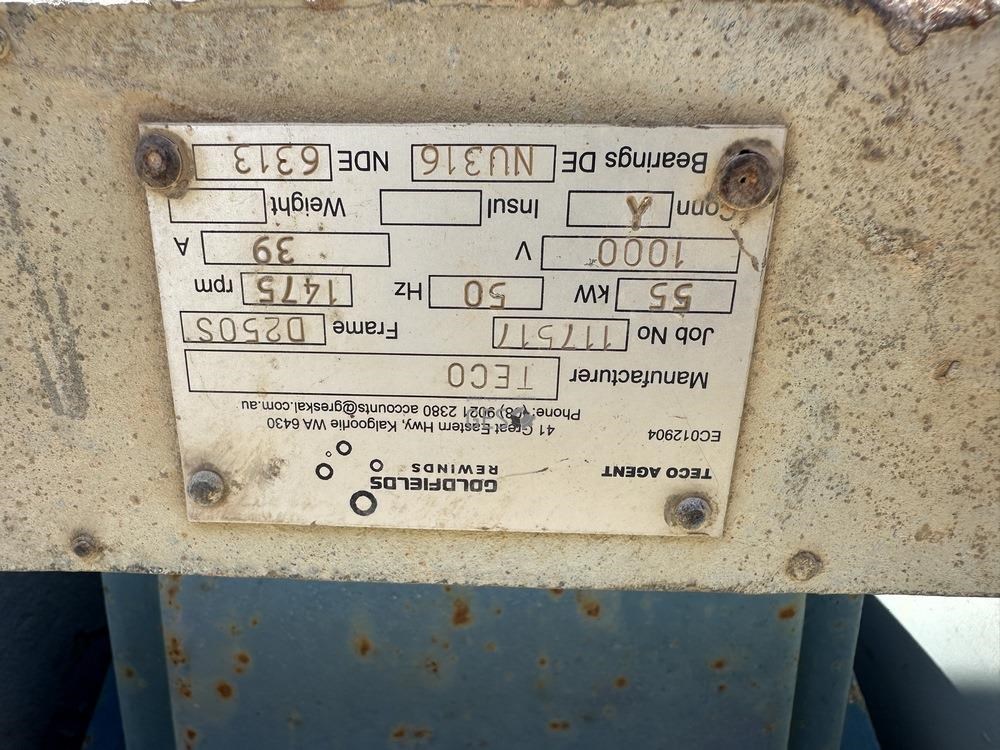 TECO AGENT
GOLDFIELDS
REWINDS
EC012904
41 Great Eastern Hwy, Kalgoorlie WA 6430
Phone: (08) 9021 2380 accounts@greskal.com.au
Manufacturer TECO
Job No 117517 Frame D250S
55 kW 50 Hz 1475 rpm
1000 V 39 A
Conn Y Insul Weight
Bearings DE NU316 NDE 6313